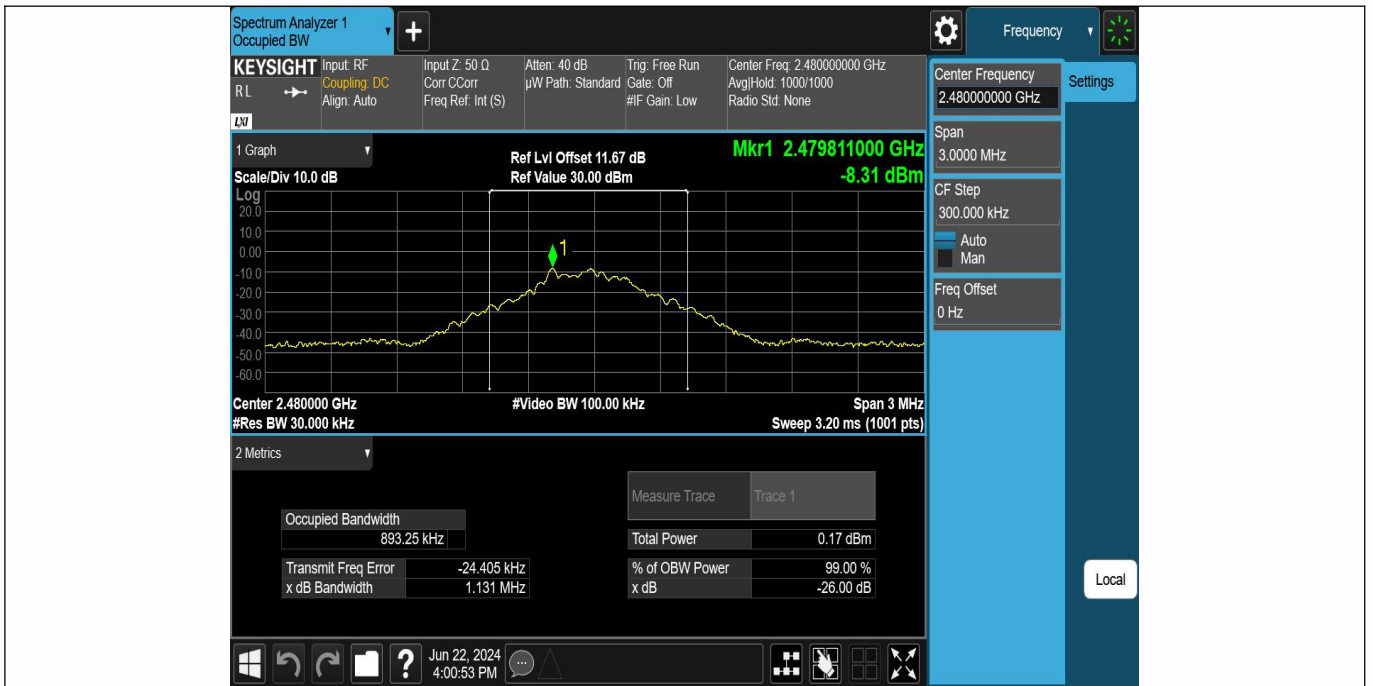 Spectrum Analyzer 1
Occupied BW
+
Frequency
KEYSIGHT
RL
LXI
Input: RF
Coupling: DC
Align: Auto
Input Z: 50 Ω
Corr CCorr
Freq Ref: Int (S)
Atten: 40 dB
µW Path: Standard
Trig: Free Run
Gate: Off
#IF Gain: Low
Center Freq: 2.480000000 GHz
Avg|Hold: 1000/1000
Radio Std: None
Center Frequency
2.480000000 GHz
Settings
Span
3.0000 MHz
CF Step
300.000 kHz
Auto
Man
Freq Offset
0 Hz
Local
1 Graph
Scale/Div 10.0 dB
Ref Lvl Offset 11.67 dB
Ref Value 30.00 dBm
Mkr1 2.479811000 GHz
-8.31 dBm
Log
20.0
10.0
0.00
-10.0
-20.0
-30.0
-40.0
-50.0
-60.0
1
Center 2.480000 GHz
#Res BW 30.000 kHz
#Video BW 100.00 kHz
Span 3 MHz
Sweep 3.20 ms (1001 pts)
2 Metrics
Measure Trace
Trace 1
Occupied Bandwidth
893.25 kHz
Total Power
0.17 dBm
Transmit Freq Error
-24.405 kHz
% of OBW Power
99.00 %
x dB Bandwidth
1.131 MHz
x dB
-26.00 dB
?
Jun 22, 2024
4:00:53 PM